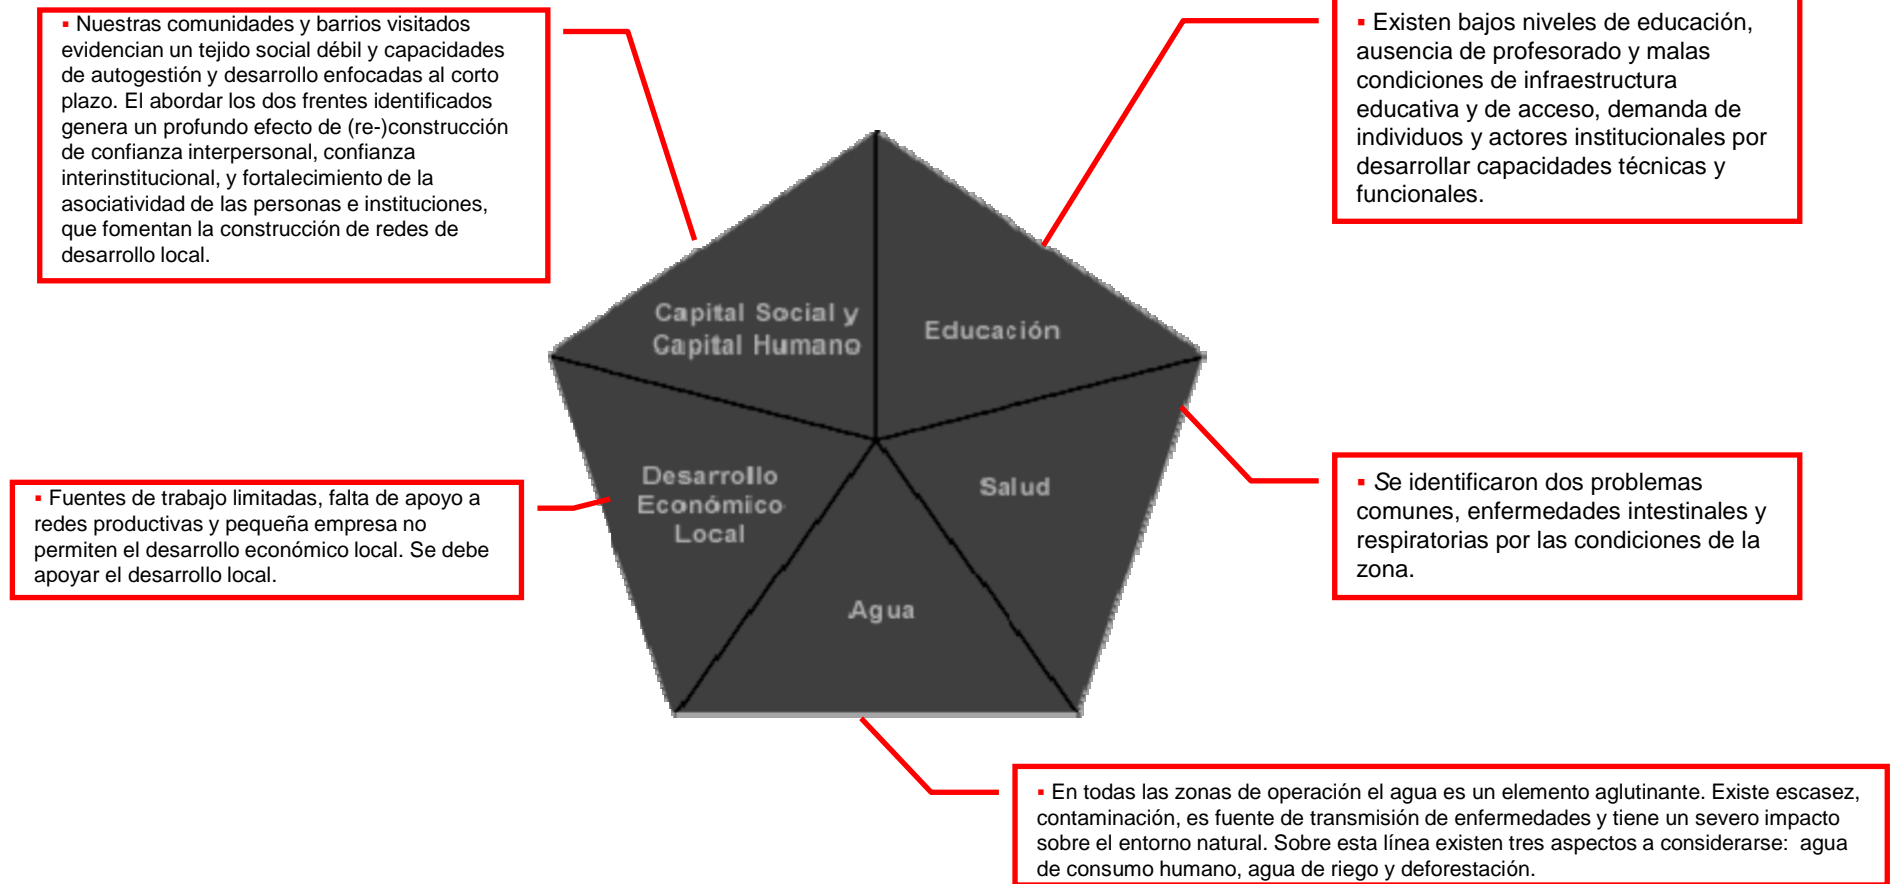 ▪ Nuestras comunidades y barrios visitados
evidencian un tejido social débil y capacidades
de autogestión y desarrollo enfocadas al corto
plazo. El abordar los dos frentes identificados
genera un profundo efecto de (re-)construcción
de confianza interpersonal, confianza
interinstitucional, y fortalecimiento de la
asociatividad de las personas e instituciones,
que fomentan la construcción de redes de
desarrollo local.
▪ Existen bajos niveles de educación,
ausencia de profesorado y malas
condiciones de infraestructura
educativa y de acceso, demanda de
individuos y actores institucionales por
desarrollar capacidades técnicas y
funcionales.
Capital Social y
Capital Humano
Educación
Desarrollo
Económico
Local
Salud
Agua
▪ Fuentes de trabajo limitadas, falta de apoyo a
redes productivas y pequeña empresa no
permiten el desarrollo económico local. Se debe
apoyar el desarrollo local.
▪ Se identificaron dos problemas
comunes, enfermedades intestinales y
respiratorias por las condiciones de la
zona.
▪ En todas las zonas de operación el agua es un elemento aglutinante. Existe escasez,
contaminación, es fuente de transmisión de enfermedades y tiene un severo impacto
sobre el entorno natural. Sobre esta línea existen tres aspectos a considerarse: agua
de consumo humano, agua de riego y deforestación.